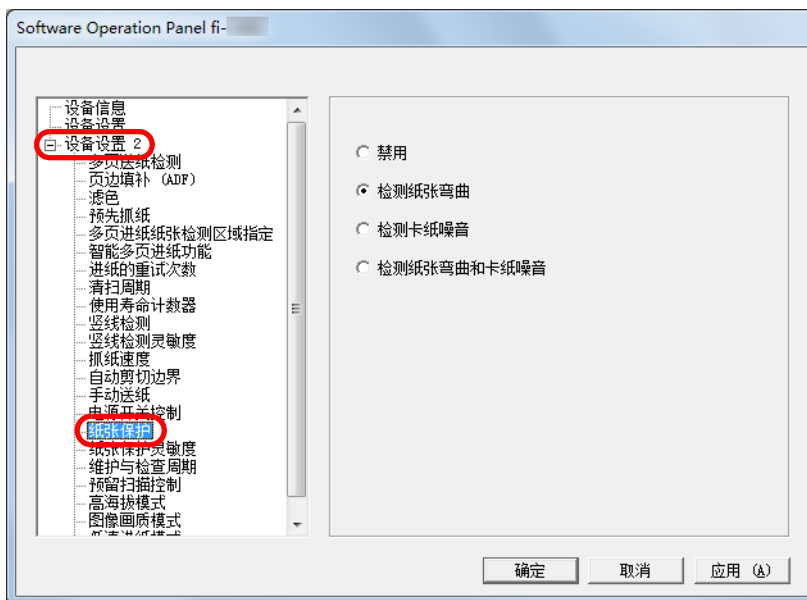 Software Operation Panel fi-
设备信息
设备设置
设备设置 2
多页送纸检测
页边填补 (ADF)
滤色
预先抓纸
多页进纸纸张检测区域指定
智能多页进纸功能
进纸的重试次数
清扫周期
使用寿命计数器
竖线检测
竖线检测灵敏度
抓纸速度
自动剪切边界
手动送纸
电源开关控制
纸张保护
纸张保护灵敏度
维护与检查周期
预留扫描控制
高海拔模式
图像画质模式
低速进纸模式
禁用
检测纸张弯曲
检测卡纸噪音
检测纸张弯曲和卡纸噪音
确定
取消
应用 (A)